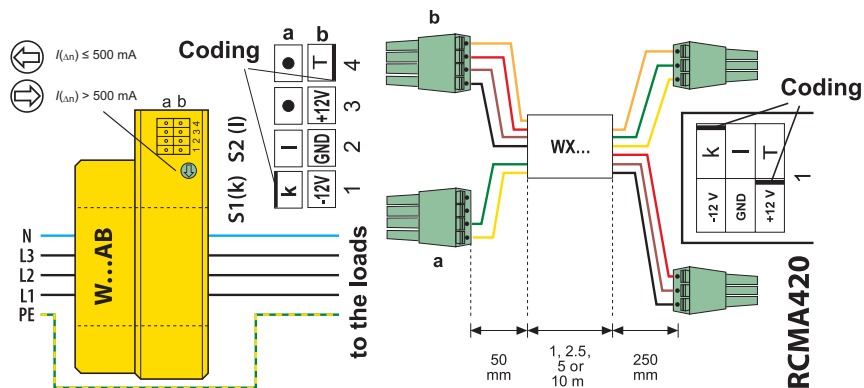 I(Δn) ≤ 500 mA
I(Δn) > 500 mA
Coding
a b
T 4
+12V 3
l GND 2
k -12V 1
S2 (l)
S1(k)
a b
1 2 3 4
W...AB
N
L3
L2
L1
PE
to the loads
b
a
WX...
50
mm
1, 2.5,
5 or
10 m
250
mm
Coding
k l T
-12 V GND +12 V
1
RCMA420